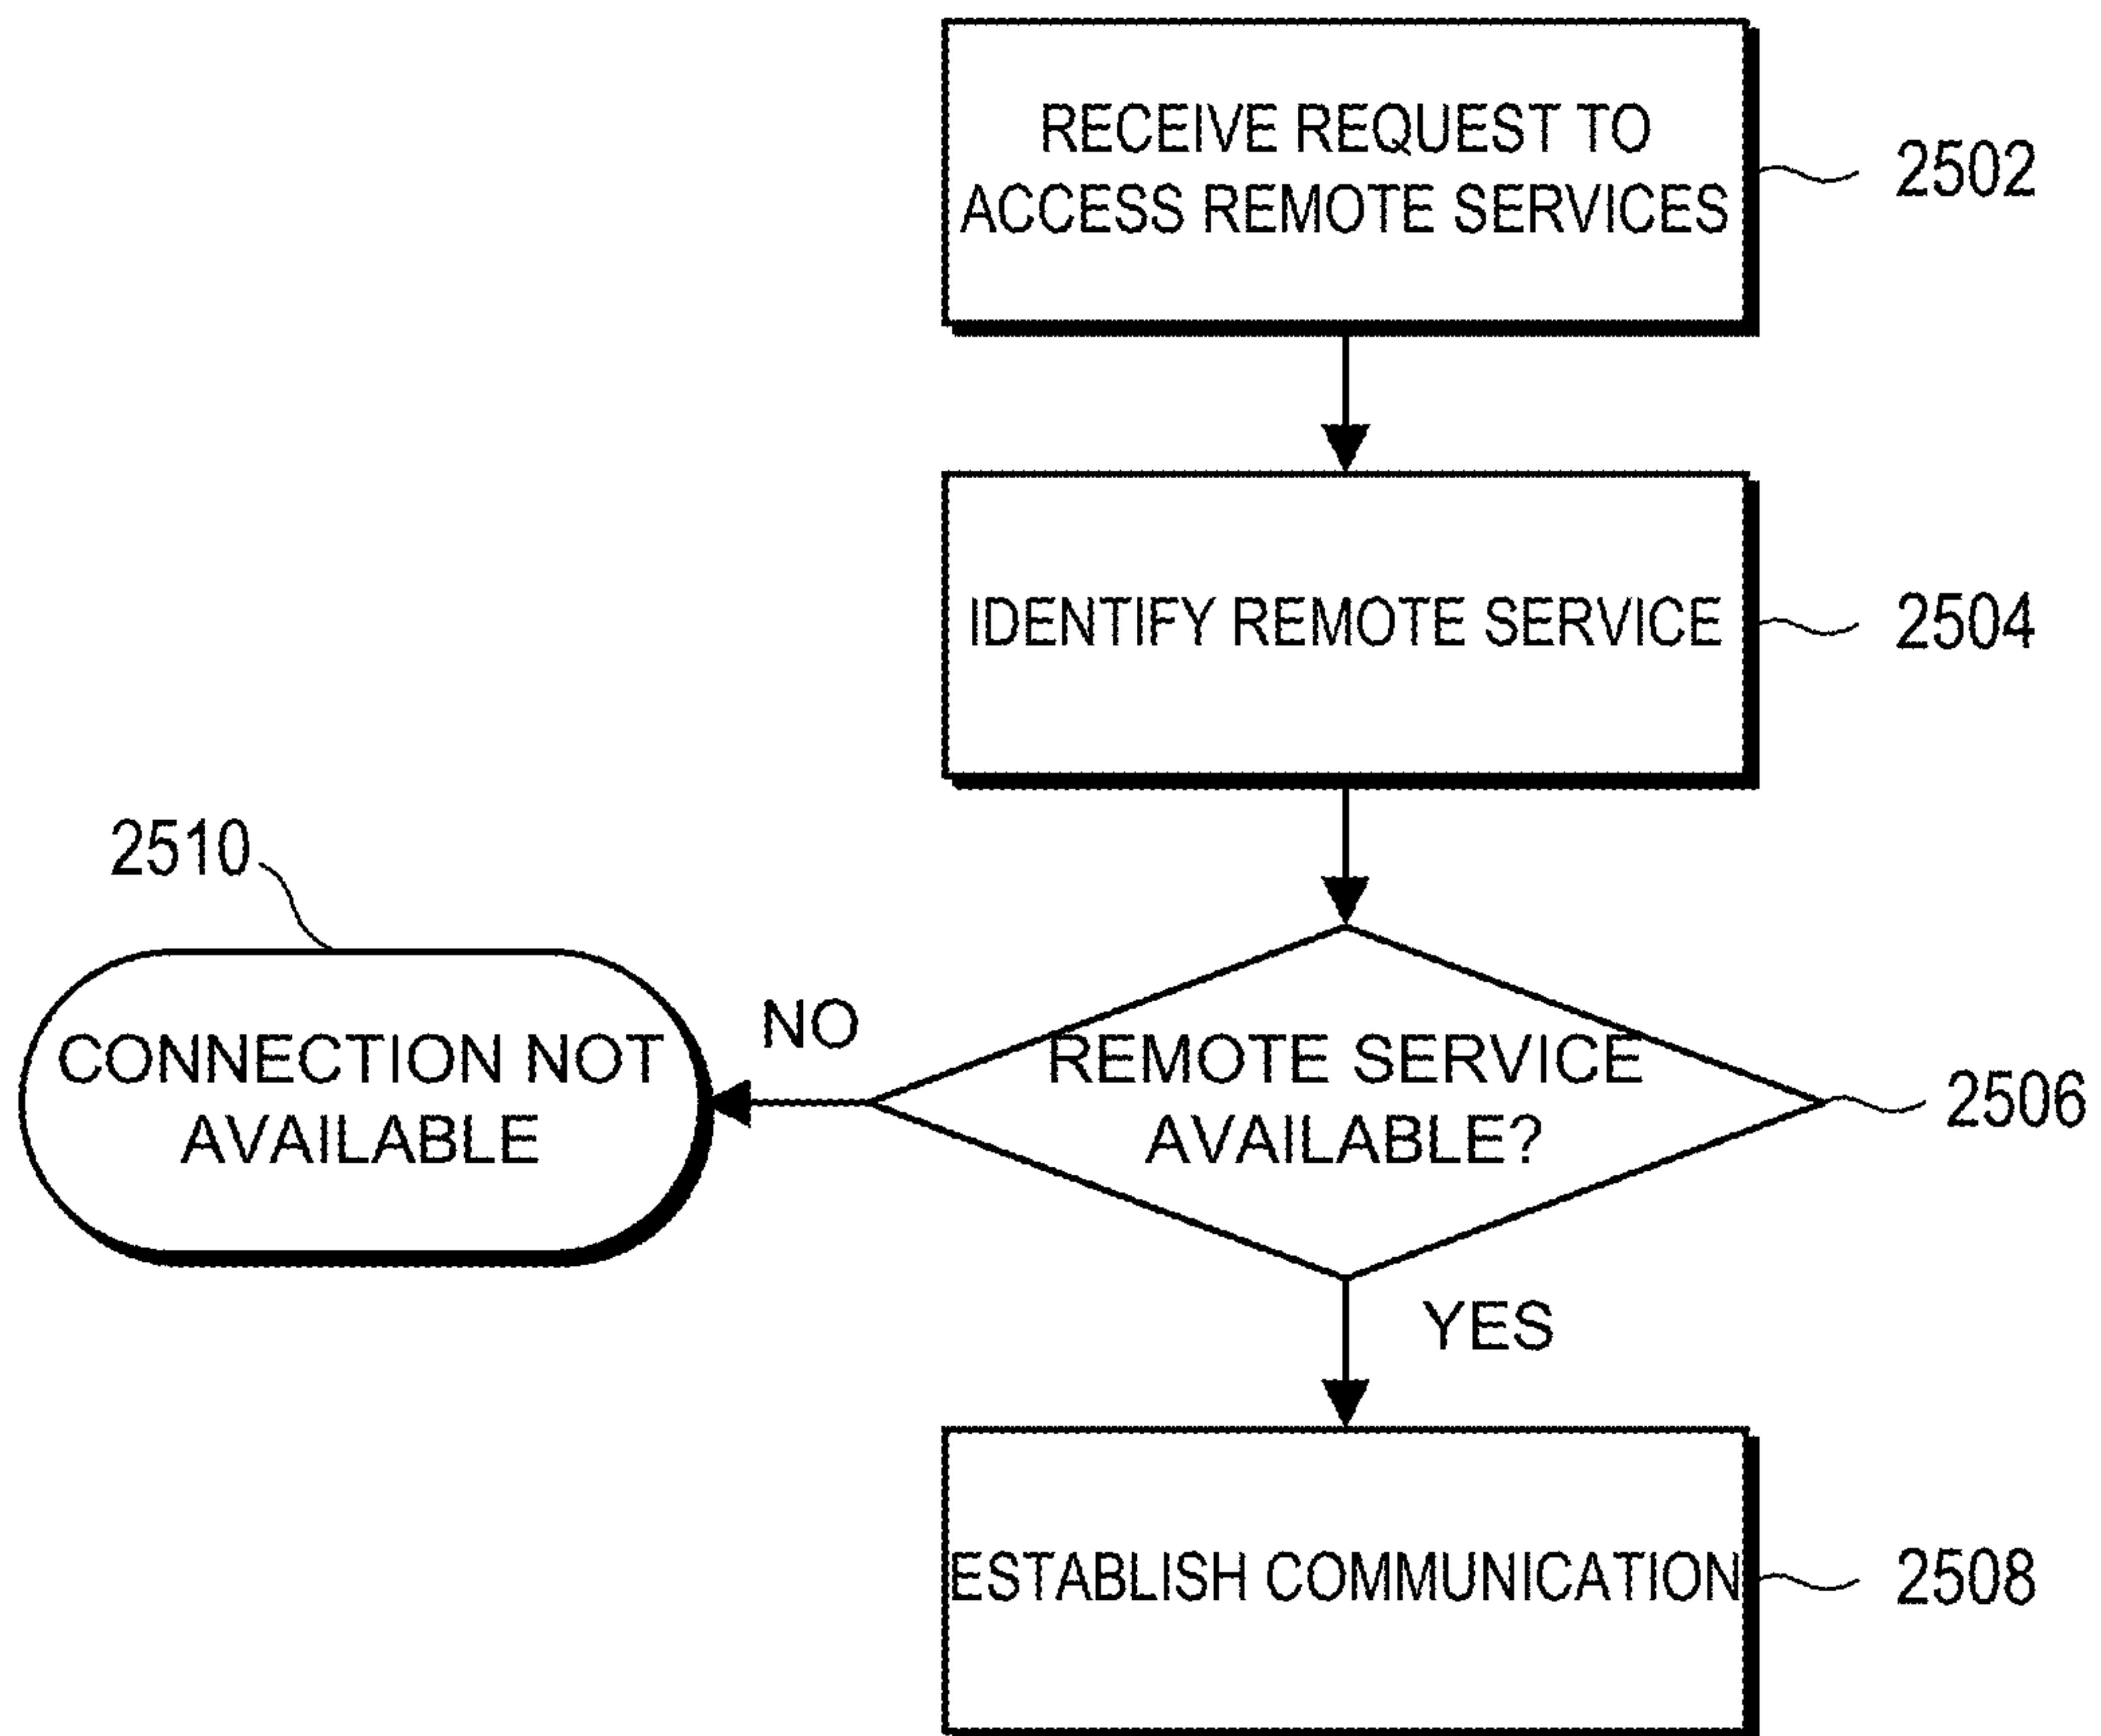 RECEIVE REQUEST TO
ACCESS REMOTE SERVICES
2502
IDENTIFY REMOTE SERVICE
2504
2510
CONNECTION NOT
AVAILABLE
NO
REMOTE SERVICE
AVAILABLE?
2506
YES
ESTABLISH COMMUNICATION
2508